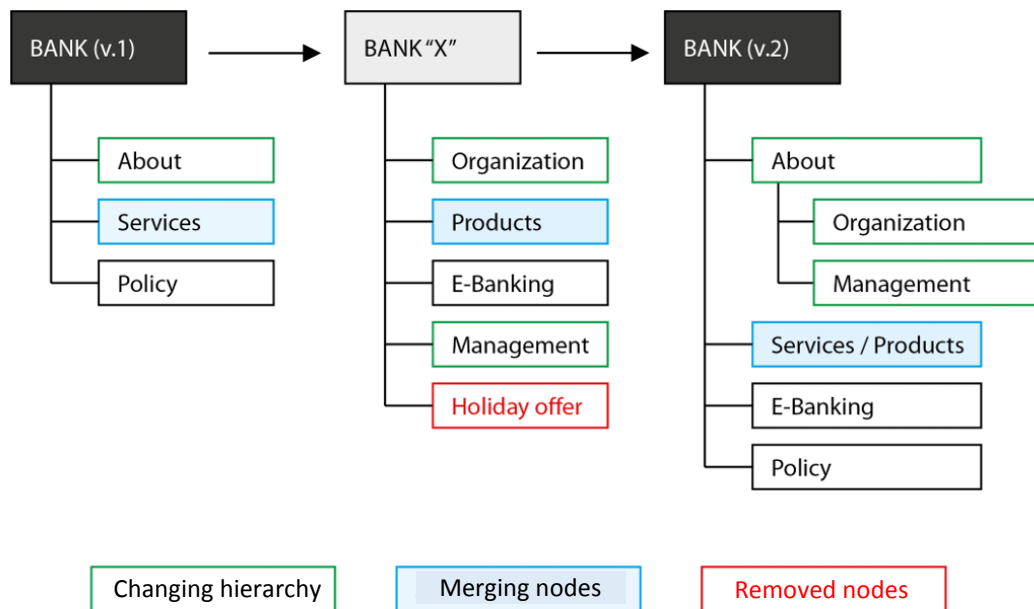 BANK (v.1)
BANK “X”
BANK (v.2)
About
Services
Policy
Organization
Products
E-Banking
Management
Holiday offer
About
Organization
Management
Services / Products
E-Banking
Policy
Changing hierarchy
Merging nodes
Removed nodes